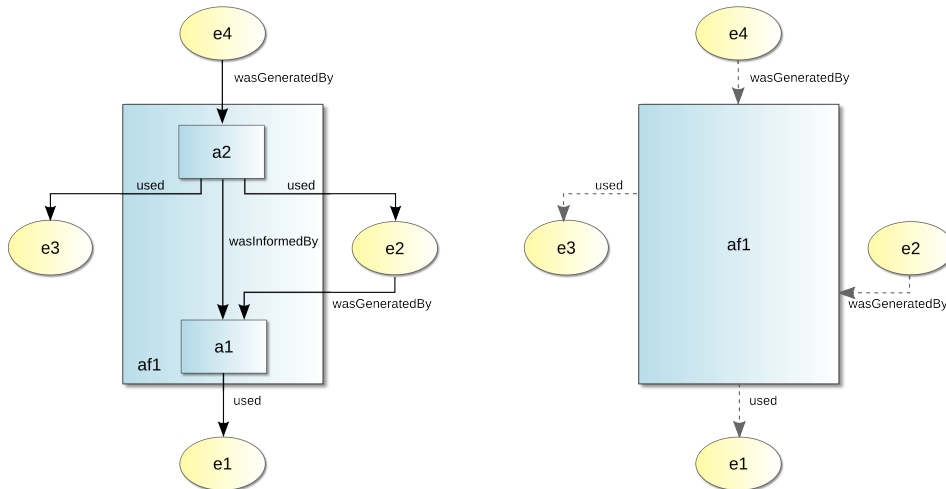 e4
wasGeneratedBy
a2
used
used
e3
wasInformedBy
e2
wasGeneratedBy
a1
af1
used
e1
e4
wasGeneratedBy
used
e3
af1
e2
wasGeneratedBy
used
e1